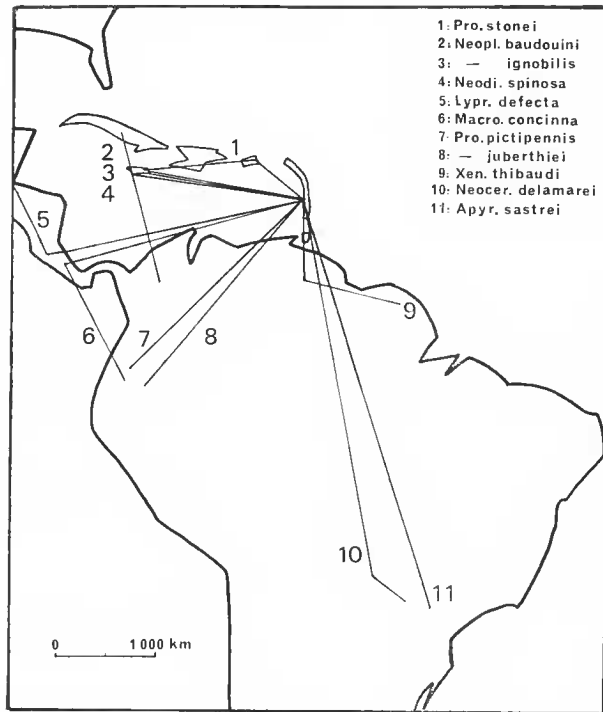 1: Pro. stonei
2: Neopl. baudouini
3: — ignobilis
4: Neodi. spinosa
5: Lypr. defecta
6: Macro. concinna
7: Pro. pictipennis
8: — juberthiei
9: Xen. thibaudi
10: Neocer. delamarei
11: Apyr. sastrei
1
2
3
4
5
6
7
8
9
10
11
0 1000 km